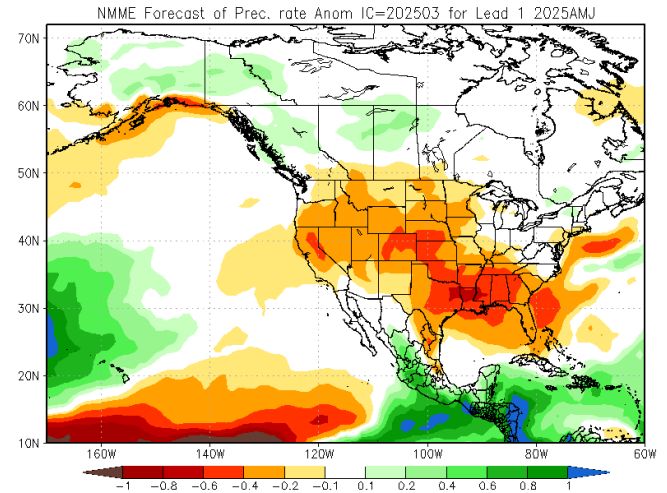 NMME Forecast of Prec. rate Anom IC=202503 for Lead 1 2025AMJ
70N
60N
50N
40N
30N
20N
10N
160W 140W 120W 100W 80W 60W
-1 -0.8 -0.6 -0.4 -0.2 -0.1 0.1 0.2 0.4 0.6 0.8 1